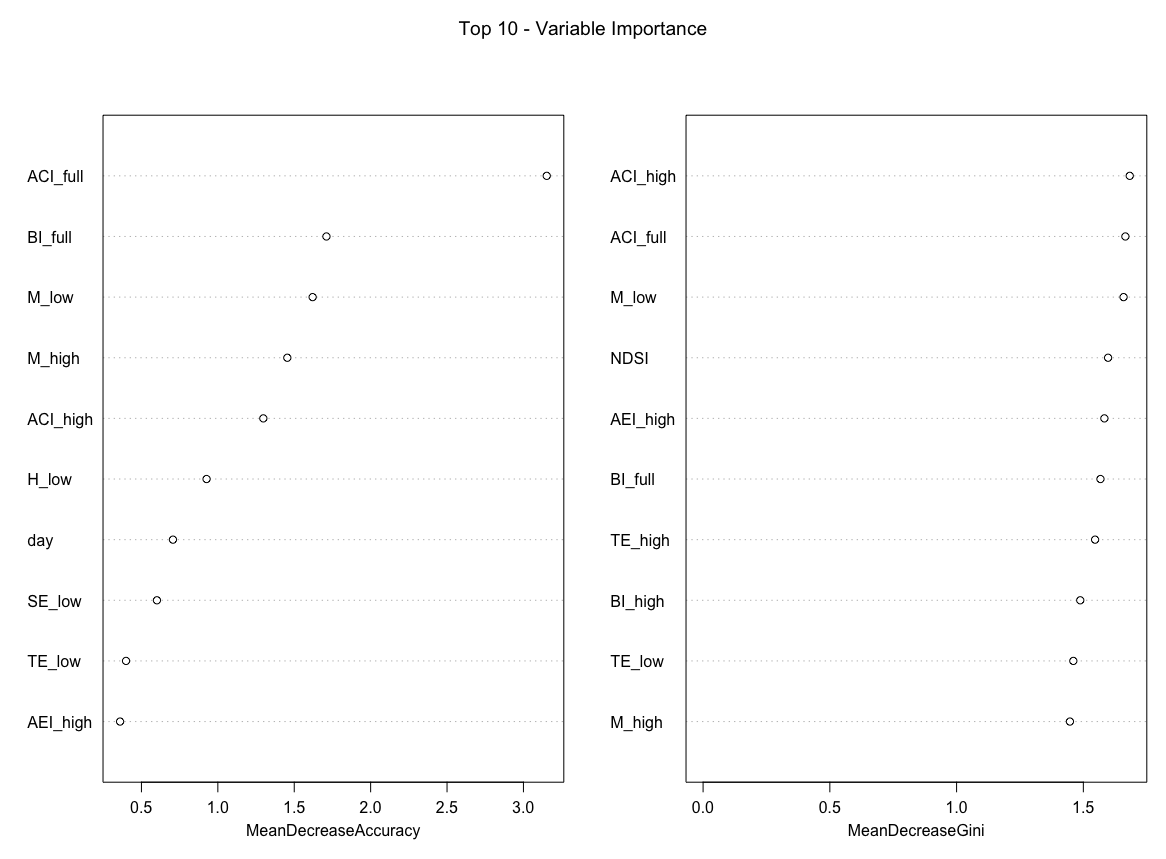 Top 10 - Variable Importance
ACI_full
BI_full
M_low
M_high
ACI_high
H_low
day
SE_low
TE_low
AEI_high
0.5 1.0 1.5 2.0 2.5 3.0
MeanDecreaseAccuracy
ACI_high
ACI_full
M_low
NDSI
AEI_high
BI_full
TE_high
BI_high
TE_low
M_high
0.0 0.5 1.0 1.5
MeanDecreaseGini